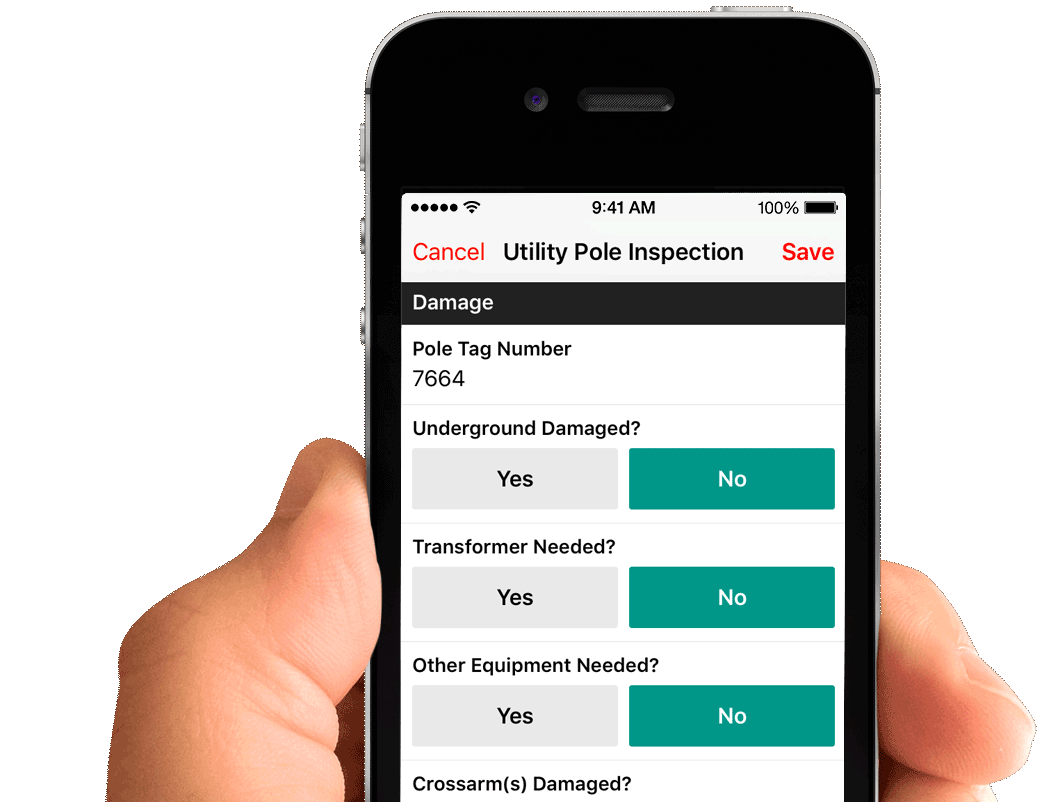 9:41 AM 100%
Cancel Utility Pole Inspection Save
Damage
Pole Tag Number
7664
Underground Damaged?
Yes No
Transformer Needed?
Yes No
Other Equipment Needed?
Yes No
Crossarm(s) Damaged?